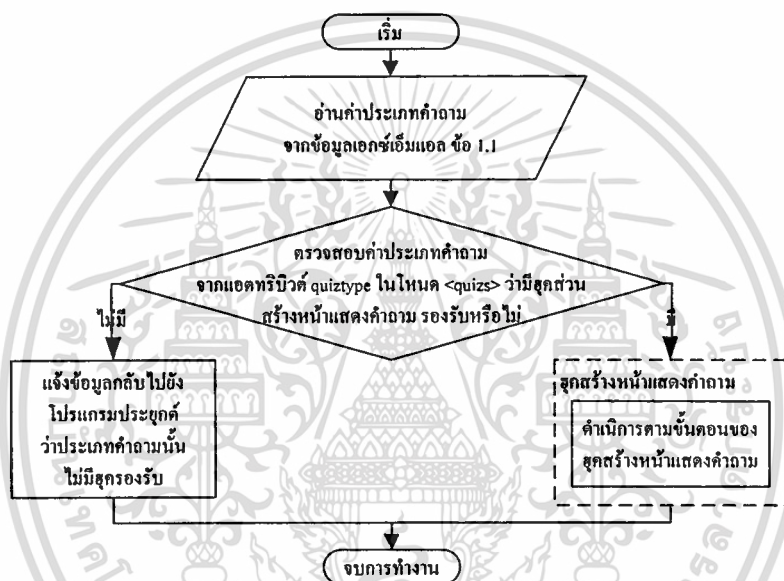 เริ่ม
อ่านค่าประเภทคำถาม
จากข้อมูลเอกซ์เอ็มแอล ข้อ 1.1
ตรวจสอบค่าประเภทคำถาม
จากแอตทริบิวต์ quiztype ในโหนด <quizs> ว่ามีฮุคส่วน
สร้างหน้าแสดงคำถาม รองรับหรือไม่
ไม่มี
มี
แจ้งข้อมูลกลับไปยัง
โปรแกรมประยุกต์
ว่าประเภทคำถามนั้น
ไม่มีฮุครองรับ
ฮุคสร้างหน้าแสดงคำถาม
ดำเนิการตามขั้นตอนของ
ฮุคสร้างหน้าแสดงคำถาม
จบการทำงาน